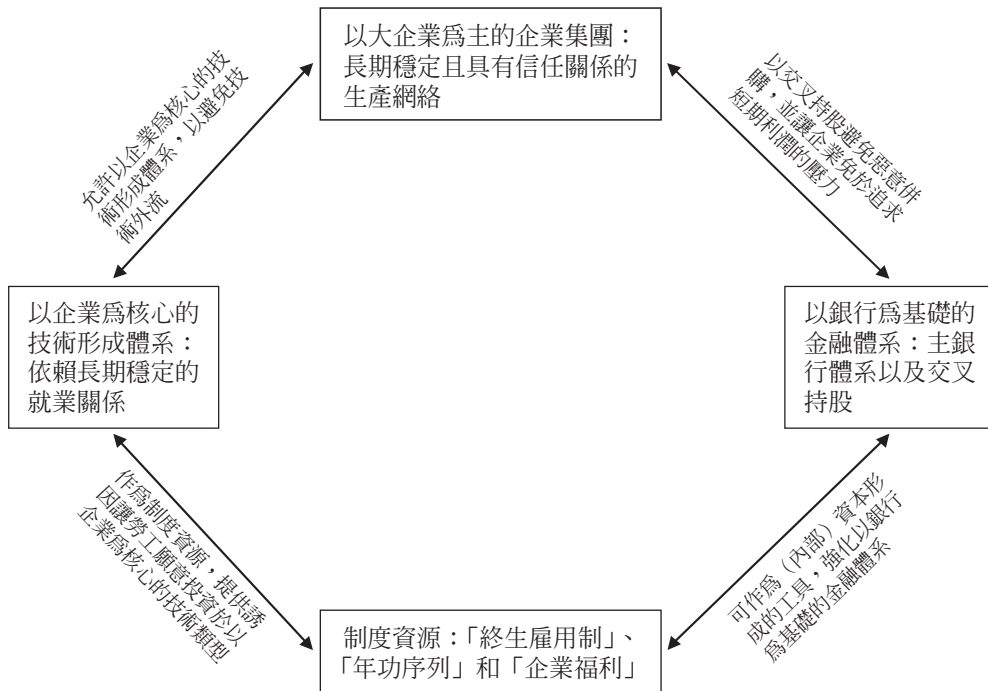 以大企業爲主的企業集團：
長期穩定且具有信任關係的
生產網絡
允許以企業爲核心的技
術形成體系，以避免技
術外流
以交叉持股避免惡意併
購，並讓企業免於追求
短期利潤的壓力
以企業爲核心的
技術形成體系：
依賴長期穩定的
就業關係
以銀行爲基礎的
金融體系：主銀
行體系以及交叉
持股
作爲制度資源，提供誘
因讓勞工願意投資於以
企業爲核心的技術類型
可作爲（內部）資本形
成的工具，強化以銀行
爲基礎的金融體系
制度資源：「終生雇用制」、
「年功序列」和「企業福利」